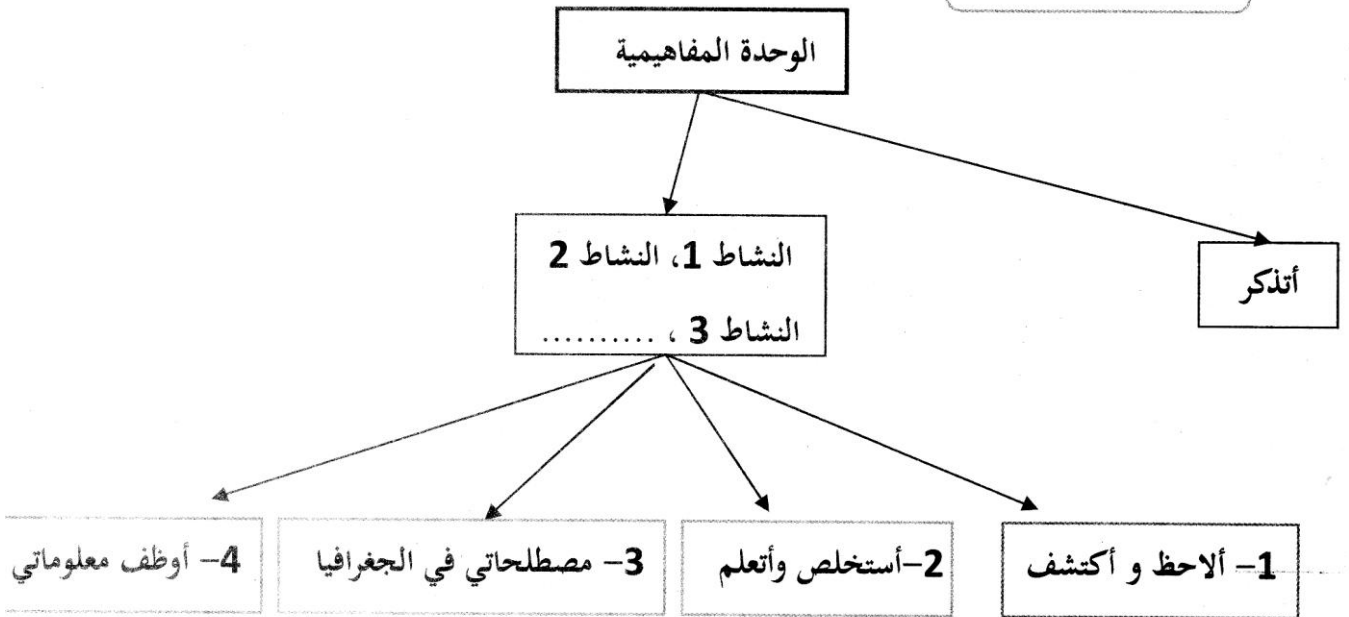 الوحدة المفاهيمية
أتذكر
النشاط 1، النشاط 2
النشاط 3 ، ..........
1– ألاحظ و أكتشف
2–أستخلص وأتعلم
3– مصطلحاتي في الجغرافيا
4– أوظف معلوماتي